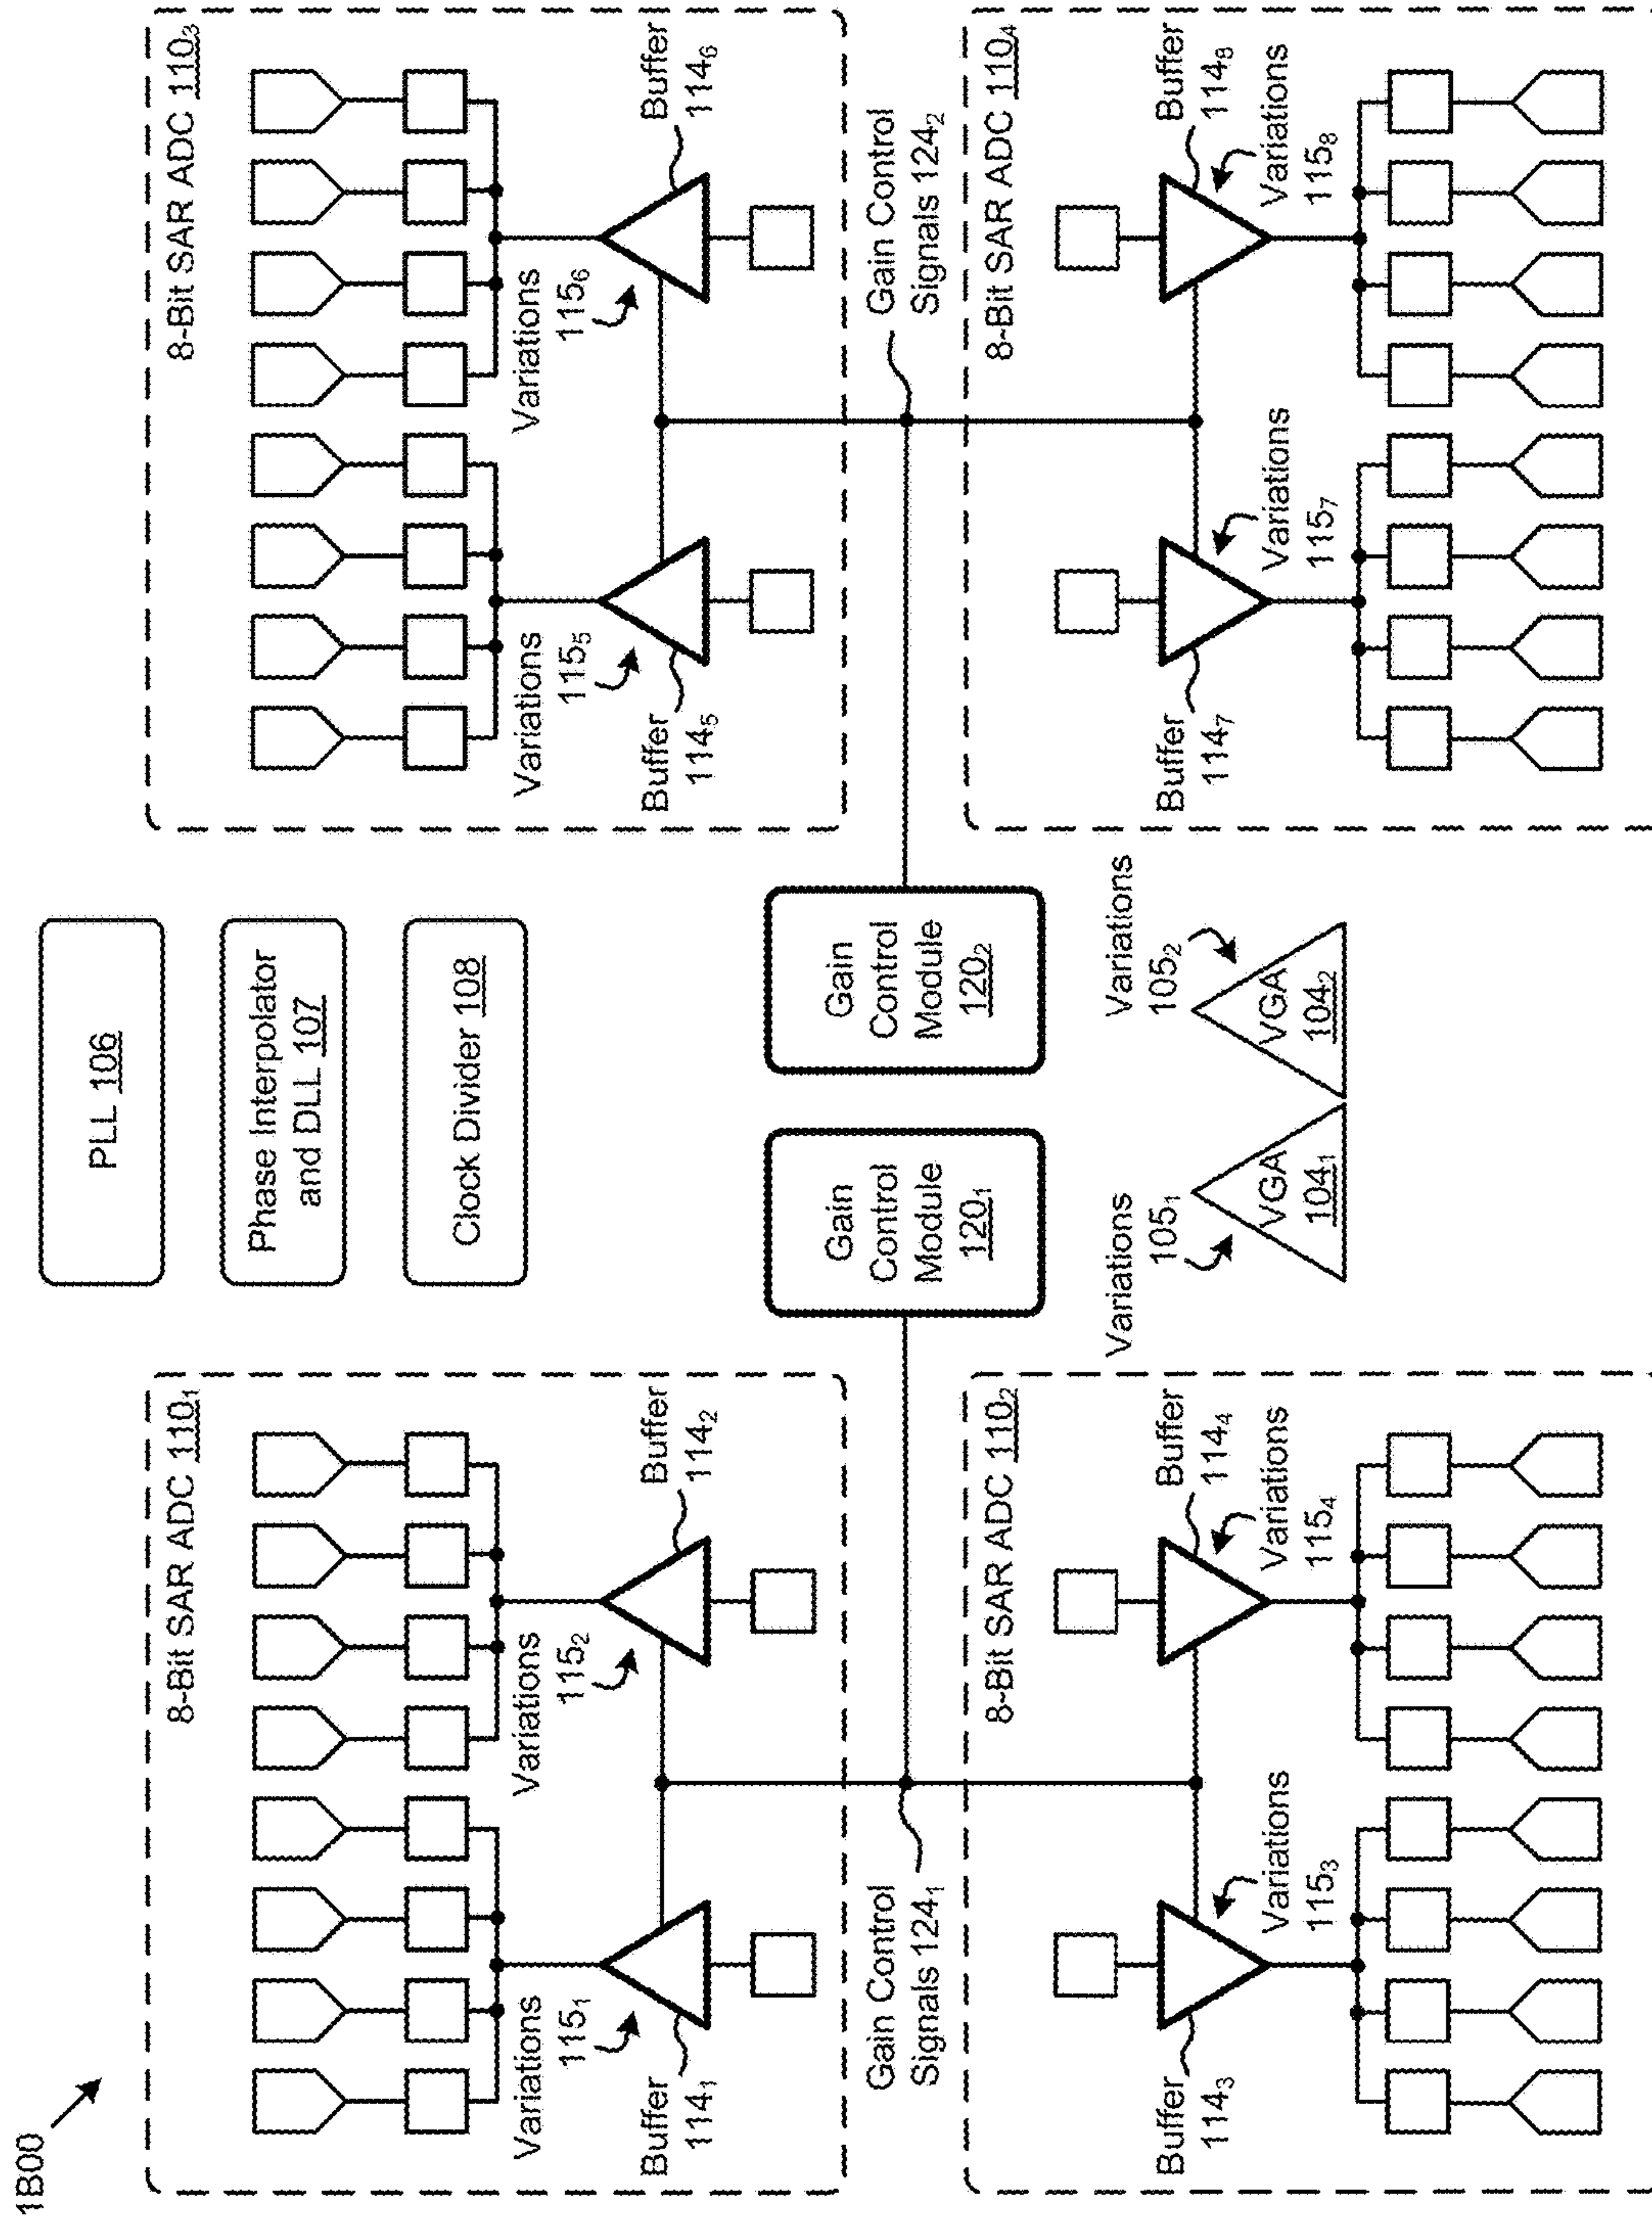 1B00
PLL 106
Phase Interpolator
and DLL 107
Clock Divider 108
8-Bit SAR ADC 110₁
Variations
115₁
Buffer
114₁
Variations
115₂
Buffer
114₂
8-Bit SAR ADC 110₃
Variations
115₅
Buffer
114₅
Variations
115₆
Buffer
114₆
Gain Control
Signals 124₁
Gain
Control
Module
120₁
Gain
Control
Module
120₂
Gain Control
Signals 124₂
8-Bit SAR ADC 110₂
Buffer
114₃
Variations
115₃
Buffer
114₄
Variations
115₄
Variations
105₁
VGA
104₁
Variations
105₂
VGA
104₂
8-Bit SAR ADC 110₄
Buffer
114₇
Variations
115₇
Buffer
114₈
Variations
115₈